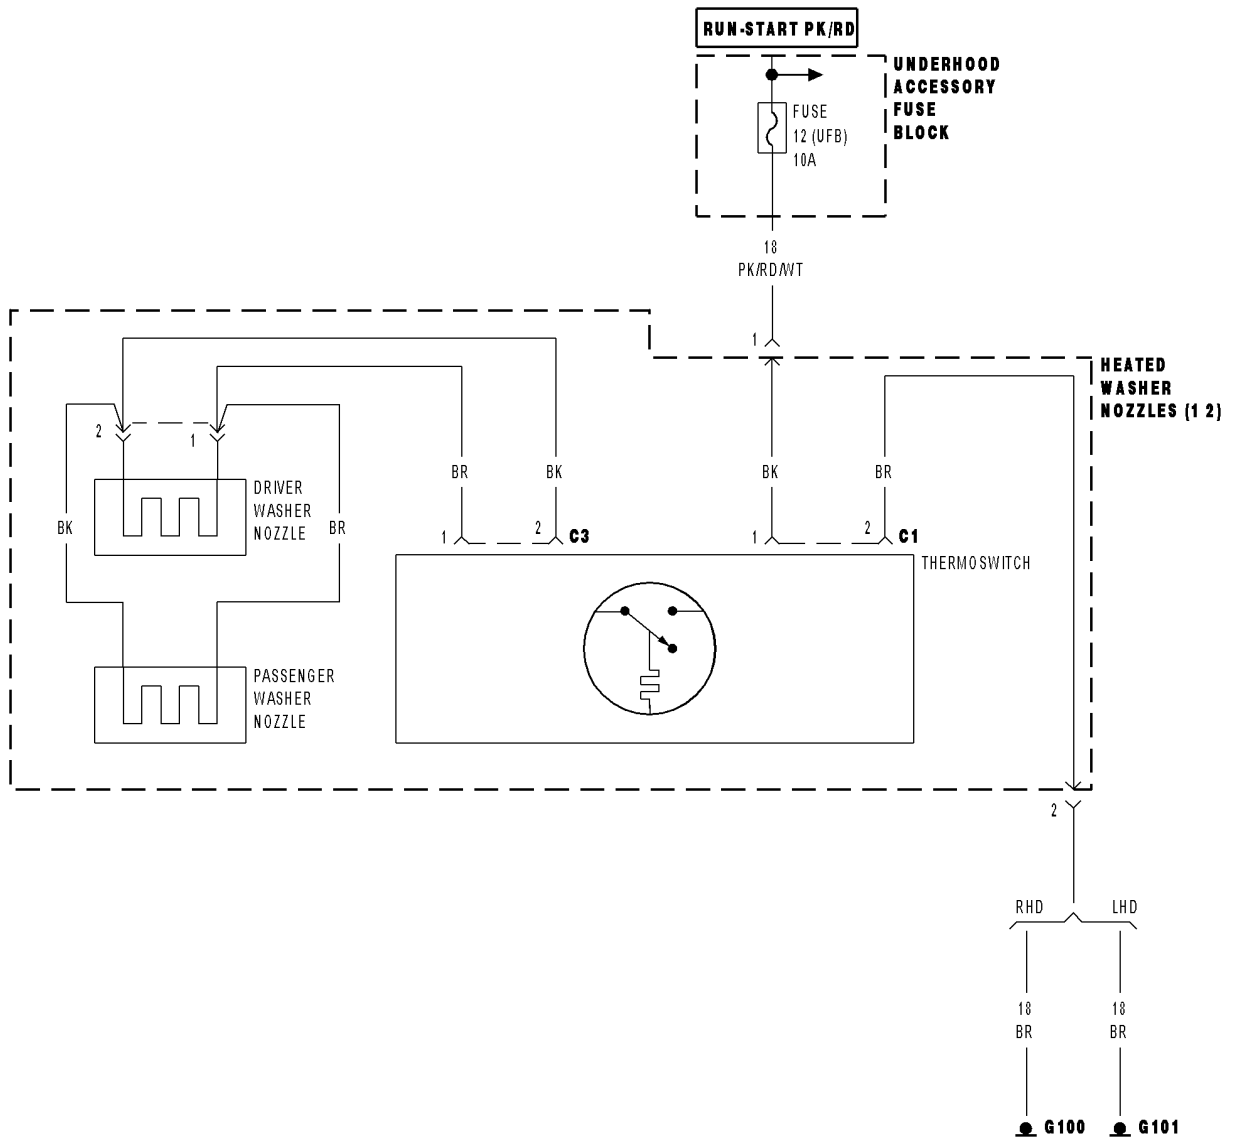 RUN-START PK/RD
UNDERHOOD
ACCESSORY
FUSE
BLOCK
FUSE
12 (UFB)
10A
18
PK/RD/WT
1
HEATED
WASHER
NOZZLES (1 2)
2
1
BR
BK
BK
BR
DRIVER
WASHER
NOZZLE
BK
BR
1
2
C3
1
2
C1
THERMOSWITCH
PASSENGER
WASHER
NOZZLE
2
RHD
LHD
18
BR
18
BR
G100
G101